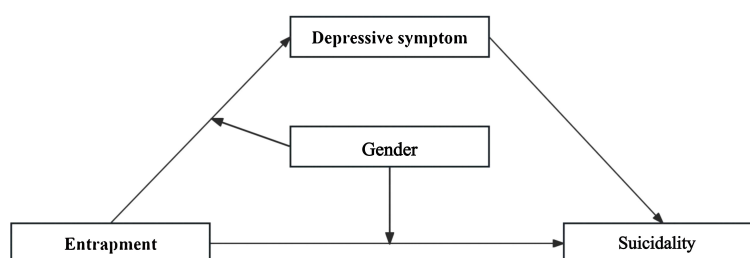 Depressive symptom
Gender
Entrapment
Suicidality